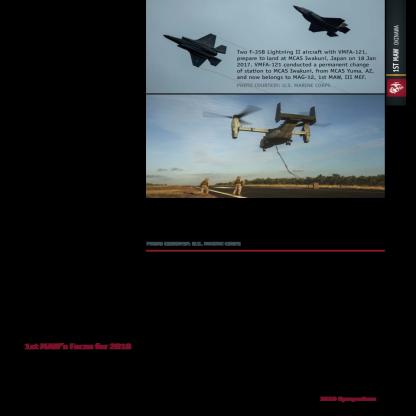 Two F-35B Lightning II aircraft with VMFA-121,
prepare to land at MCAS Iwakuni, Japan on 18 Jan
2017. VMFA-121 conducted a permanent change
of station to MCAS Iwakuni, from MCAS Yuma, AZ,
and now belongs to MAG-12, 1st MAW, III MEF.
PHOTO COURTESY: U.S. MARINE CORPS
1ST MAW OKINAWA
PHOTO COURTESY: U.S. MARINE CORPS
1st MAW's Focus for 2018
2018 Operations